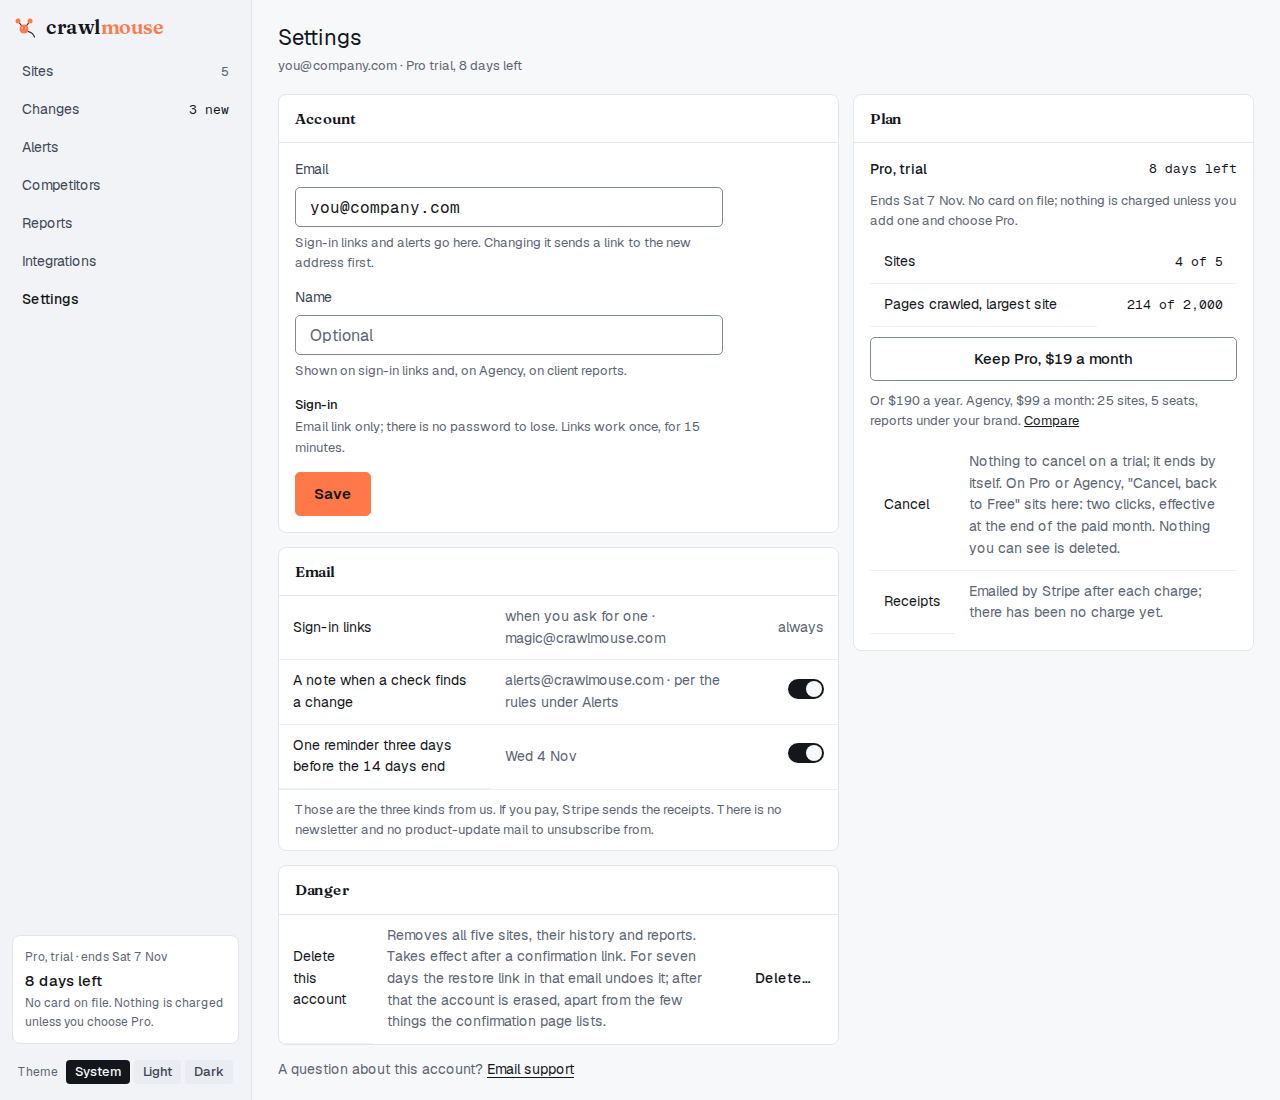 crawlmouse
Sites 5
Changes 3 new
Alerts
Competitors
Reports
Integrations
Settings
Pro, trial · ends Sat 7 Nov
8 days left
No card on file. Nothing is charged
unless you choose Pro.
Theme System Light Dark
Settings
you@company.com · Pro trial, 8 days left
Account
Email
you@company.com
Sign-in links and alerts go here. Changing it sends a link to the new
address first.
Name
Optional
Shown on sign-in links and, on Agency, on client reports.
Sign-in
Email link only; there is no password to lose. Links work once, for 15
minutes.
Save
Email
Sign-in links
when you ask for one ·
magic@crawlmouse.com
always
A note when a check finds
a change
alerts@crawlmouse.com · per the
rules under Alerts
One reminder three days
before the 14 days end
Wed 4 Nov
Those are the three kinds from us. If you pay, Stripe sends the receipts. There is no
newsletter and no product-update mail to unsubscribe from.
Danger
Delete
this
account
Removes all five sites, their history and reports.
Takes effect after a confirmation link. For seven
days the restore link in that email undoes it; after
that the account is erased, apart from the few
things the confirmation page lists.
Delete…
A question about this account? Email support
Plan
Pro, trial 8 days left
Ends Sat 7 Nov. No card on file; nothing is charged unless you
add one and choose Pro.
Sites 4 of 5
Pages crawled, largest site 214 of 2,000
Keep Pro, $19 a month
Or $190 a year. Agency, $99 a month: 25 sites, 5 seats,
reports under your brand. Compare
Cancel
Nothing to cancel on a trial; it ends by
itself. On Pro or Agency, "Cancel, back
to Free" sits here: two clicks, effective
at the end of the paid month. Nothing
you can see is deleted.
Receipts
Emailed by Stripe after each charge;
there has been no charge yet.